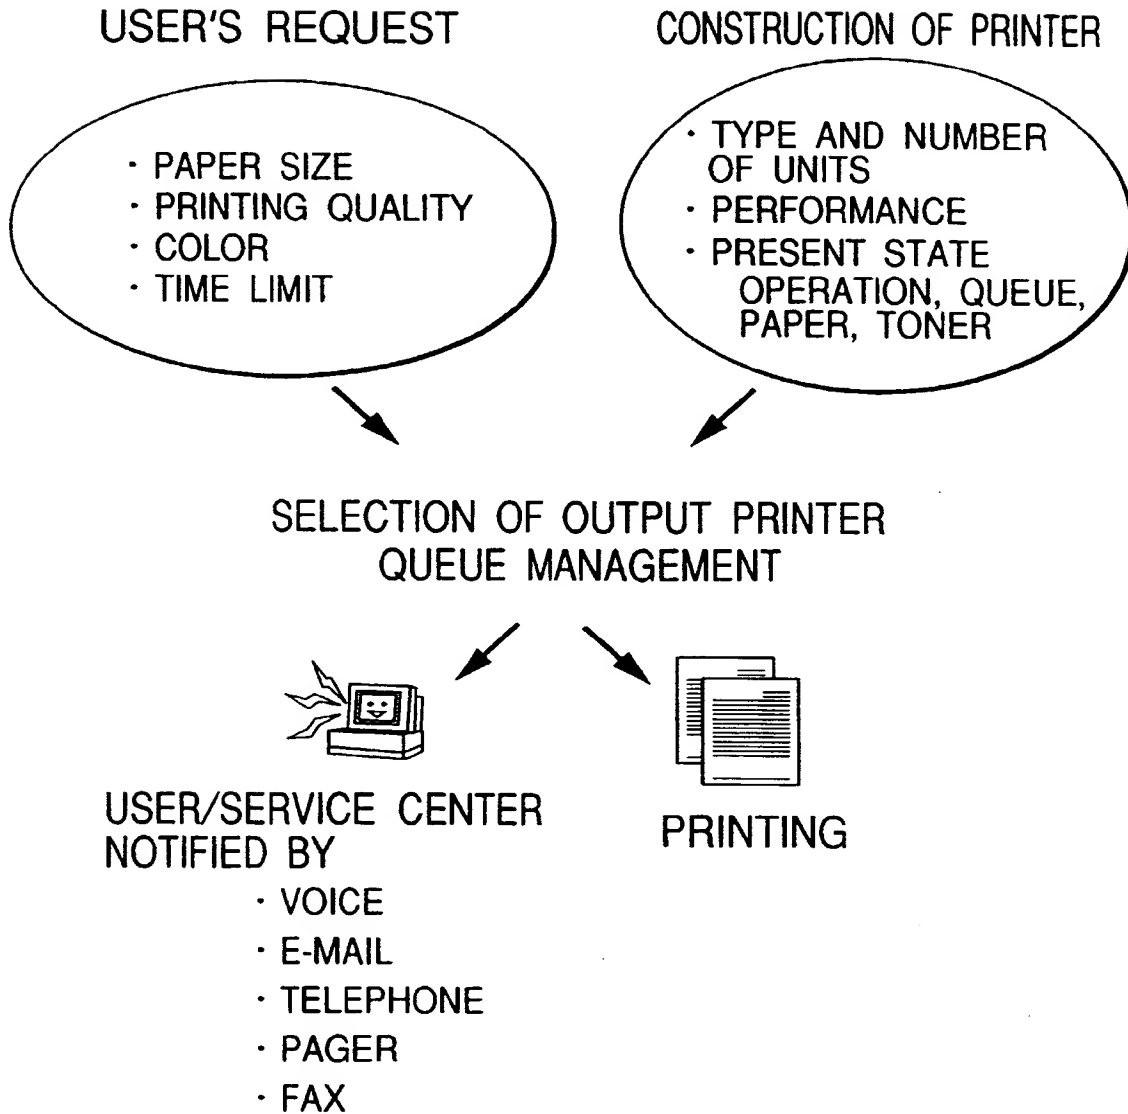 USER'S REQUEST
· PAPER SIZE
· PRINTING QUALITY
· COLOR
· TIME LIMIT
CONSTRUCTION OF PRINTER
· TYPE AND NUMBER
OF UNITS
· PERFORMANCE
· PRESENT STATE
OPERATION, QUEUE,
PAPER, TONER
SELECTION OF OUTPUT PRINTER
QUEUE MANAGEMENT
USER/SERVICE CENTER
NOTIFIED BY
· VOICE
· E-MAIL
· TELEPHONE
· PAGER
· FAX
PRINTING